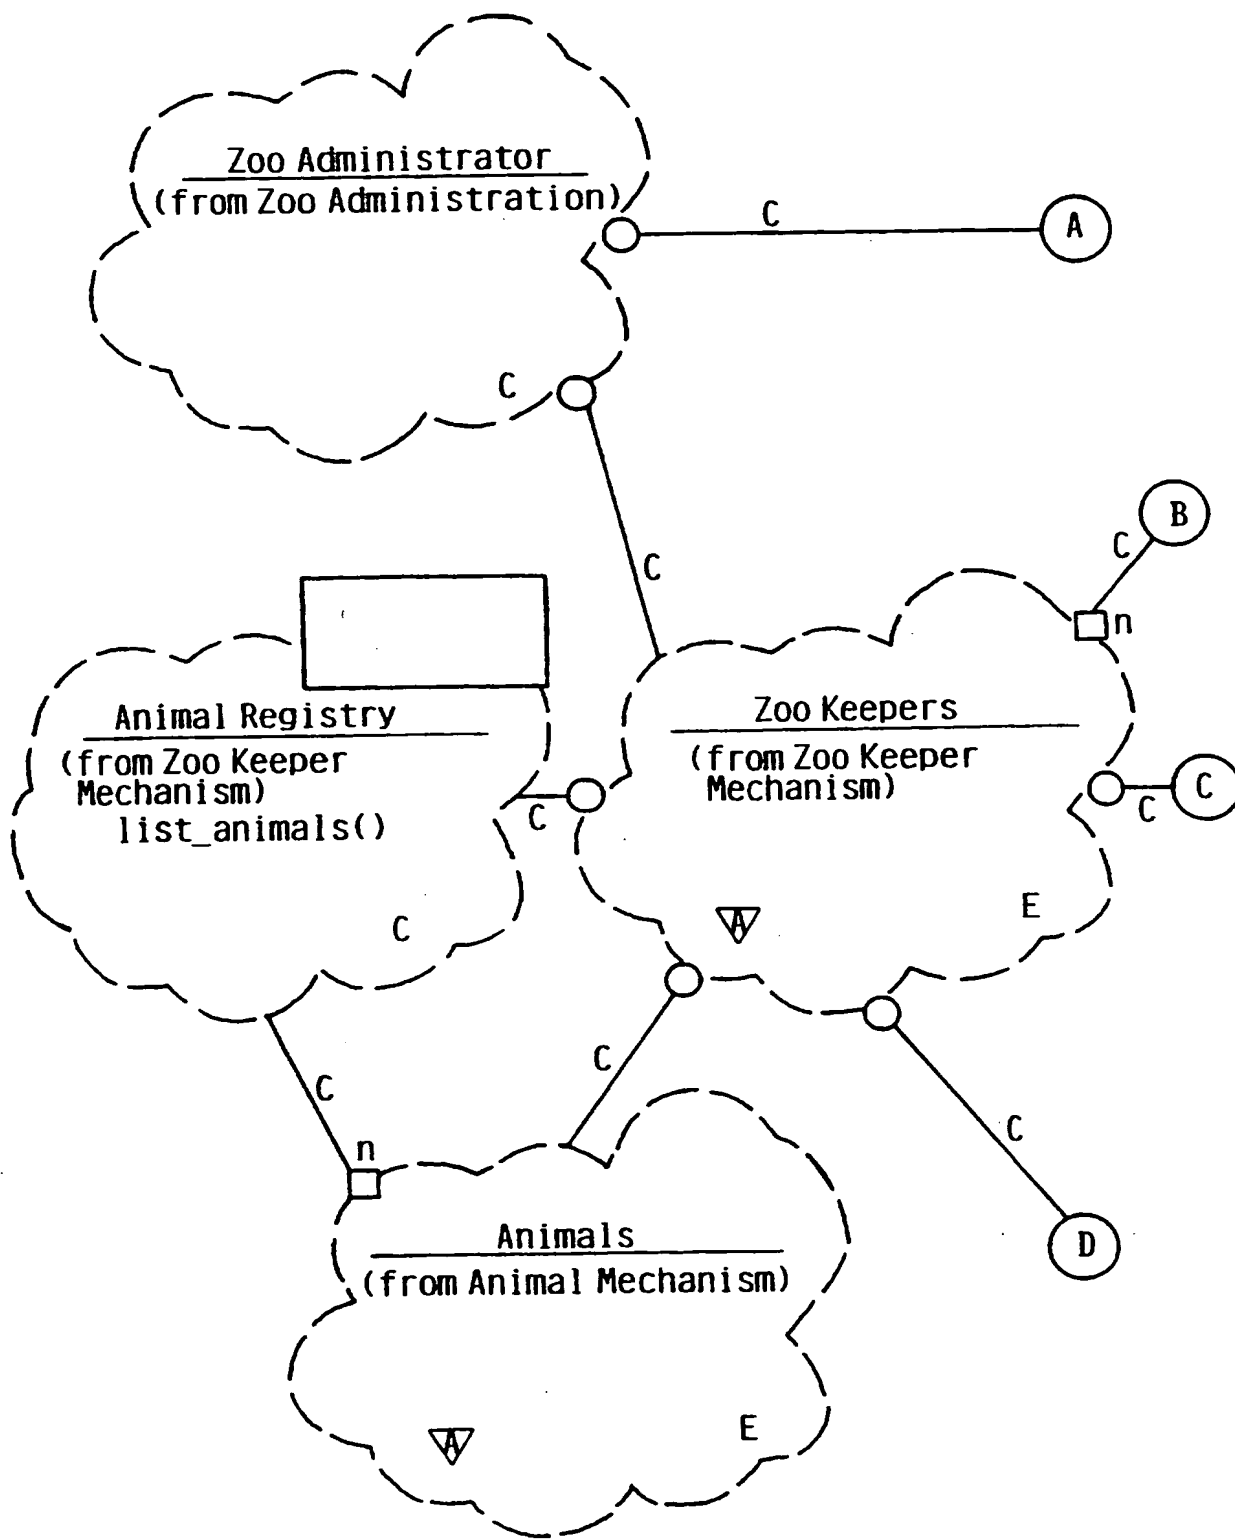 Zoo Administrator
(from Zoo Administration)
C
A
C
C
B
C
n
Animal Registry
(from Zoo Keeper
Mechanism)
list_animals()
C
C
Zoo Keepers
(from Zoo Keeper
Mechanism)
C
C
A
E
C
C
C
D
n
Animals
(from Animal Mechanism)
A
E